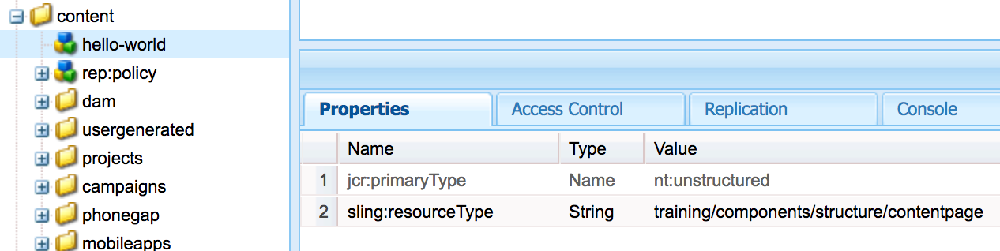 content
hello-world
rep:policy
dam
usergenerated
projects
campaigns
phonegap
mobileapps
Properties Access Control Replication Console
Name Type Value
1 jcr:primaryType Name nt:unstructured
2 sling:resourceType String training/components/structure/contentpage